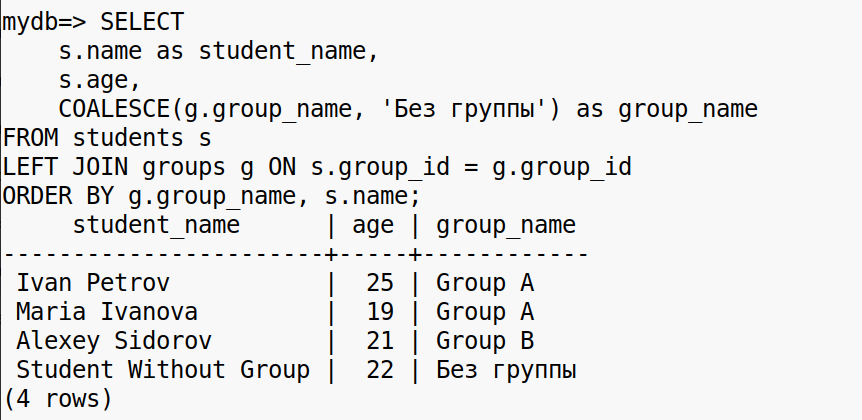 mydb=> SELECT
    s.name as student_name,
    s.age,
    COALESCE(g.group_name, 'Без группы') as group_name
FROM students s
LEFT JOIN groups g ON s.group_id = g.group_id
ORDER BY g.group_name, s.name;
     student_name      | age | group_name
-----------------------+-----+------------
 Ivan Petrov           |  25 | Group A
 Maria Ivanova         |  19 | Group A
 Alexey Sidorov        |  21 | Group B
 Student Without Group |  22 | Без группы
(4 rows)